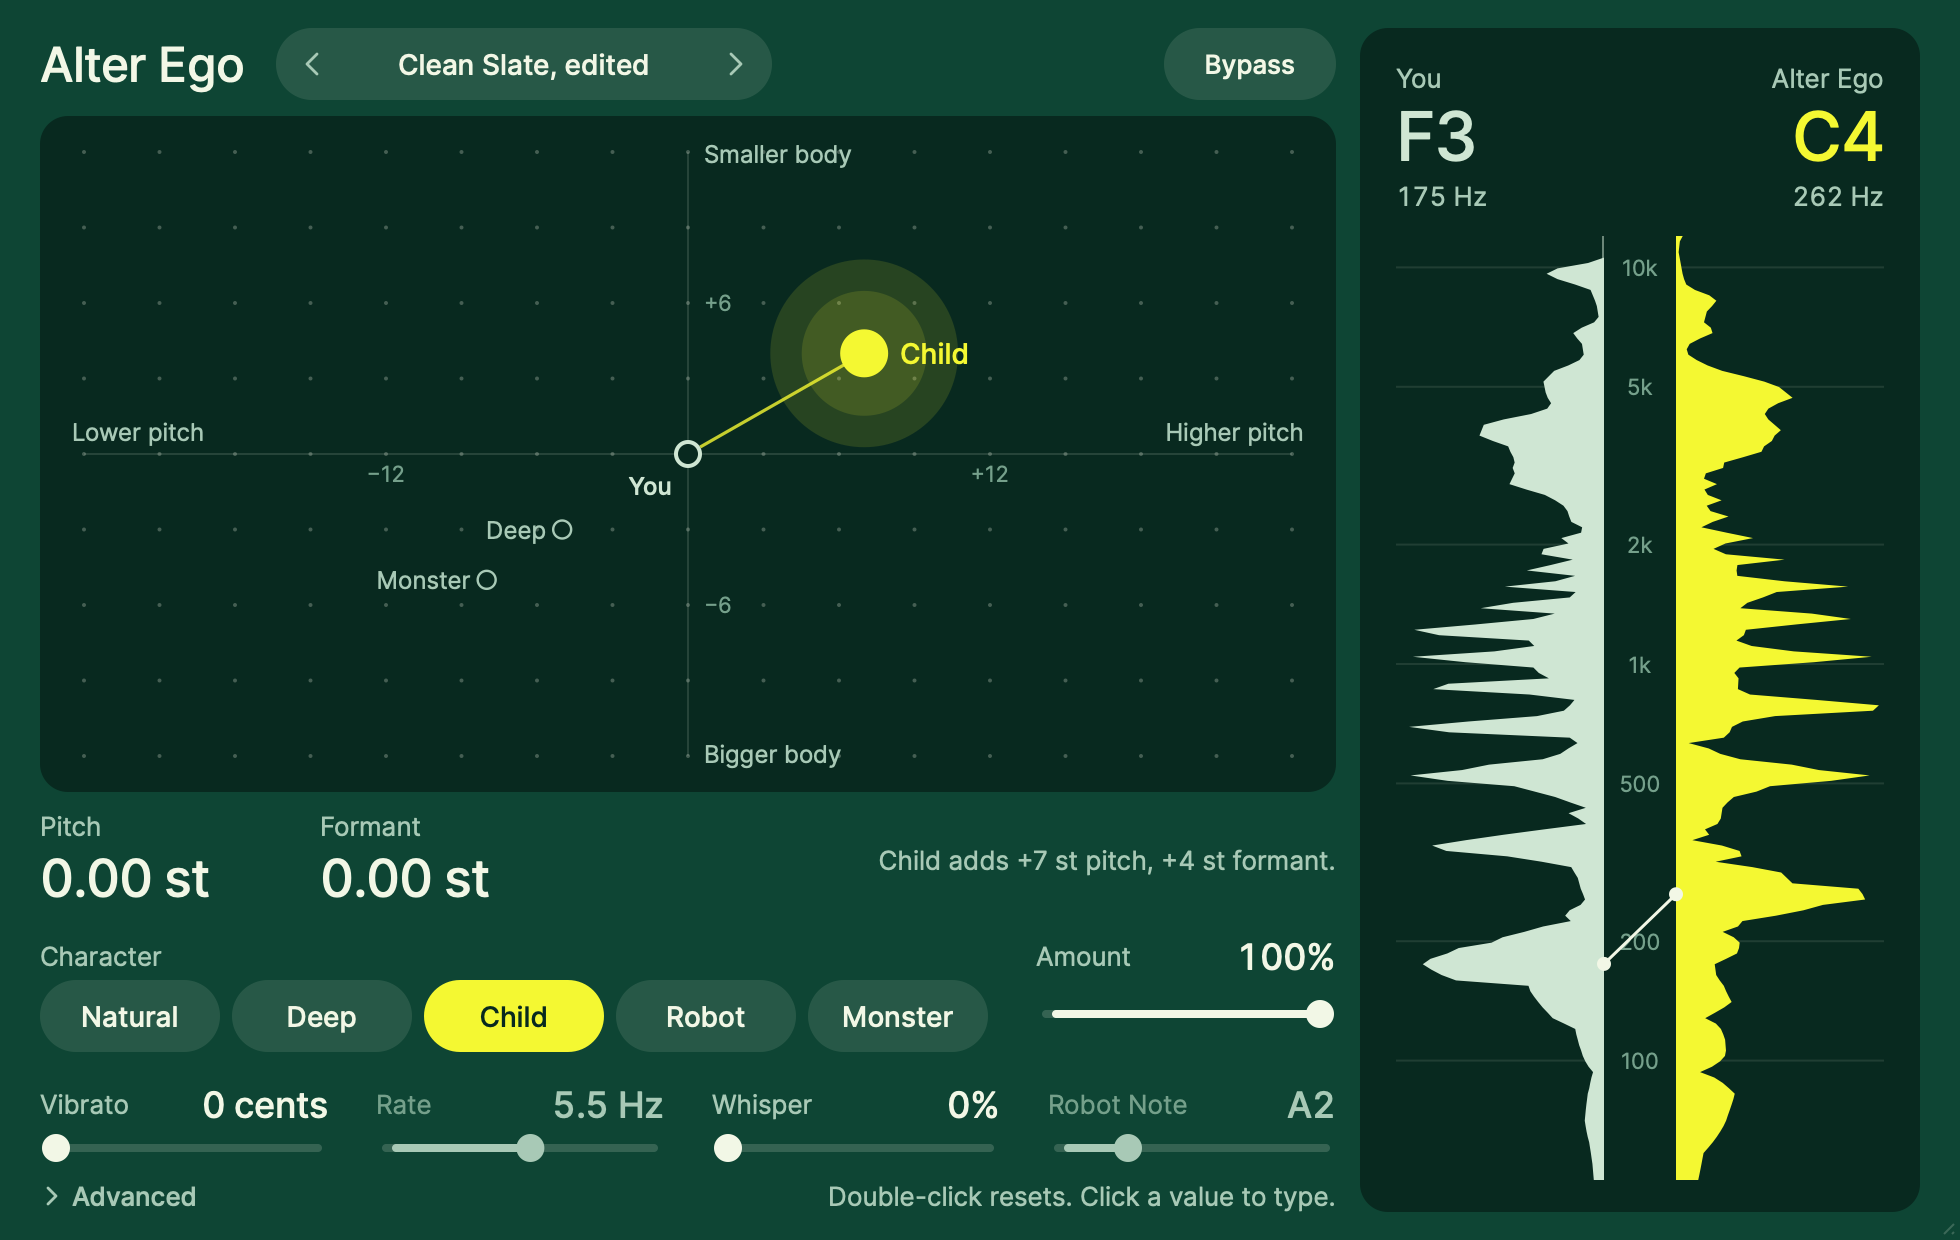 Alter Ego
Clean Slate, edited
Bypass
Smaller body
+6
Child
Lower pitch
Higher pitch
−12
+12
You
Deep
Monster
−6
Bigger body
Pitch
0.00 st
Formant
0.00 st
Child adds +7 st pitch, +4 st formant.
Character
Natural
Deep
Child
Robot
Monster
Amount
100%
Vibrato
0 cents
Rate
5.5 Hz
Whisper
0%
Robot Note
A2
Advanced
Double-click resets. Click a value to type.
You
F3
175 Hz
Alter Ego
C4
262 Hz
10k
5k
2k
1k
500
200
100